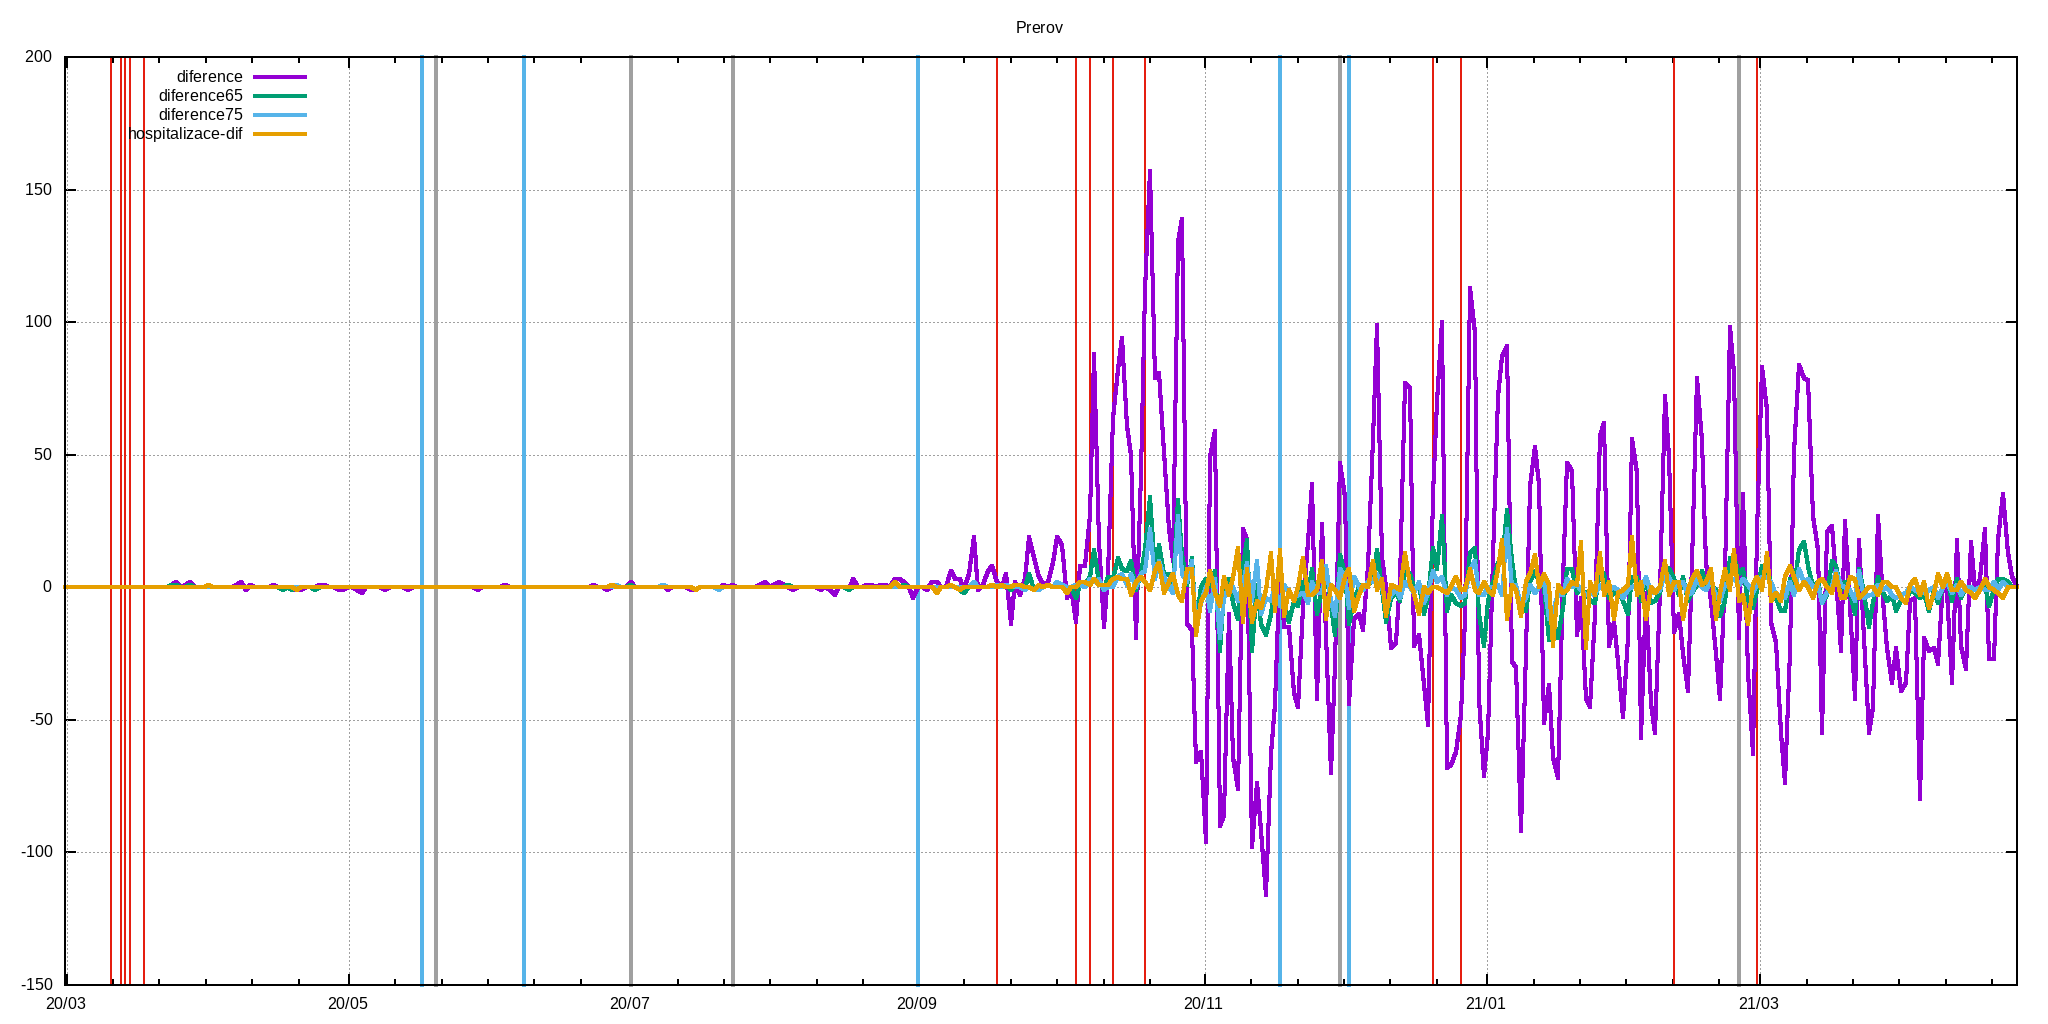 Prerov
200
diference
diference65
diference75
hospitalizace-dif
150
100
50
0
-50
-100
-150
20/03 20/05 20/07 20/09 20/11 21/01 21/03